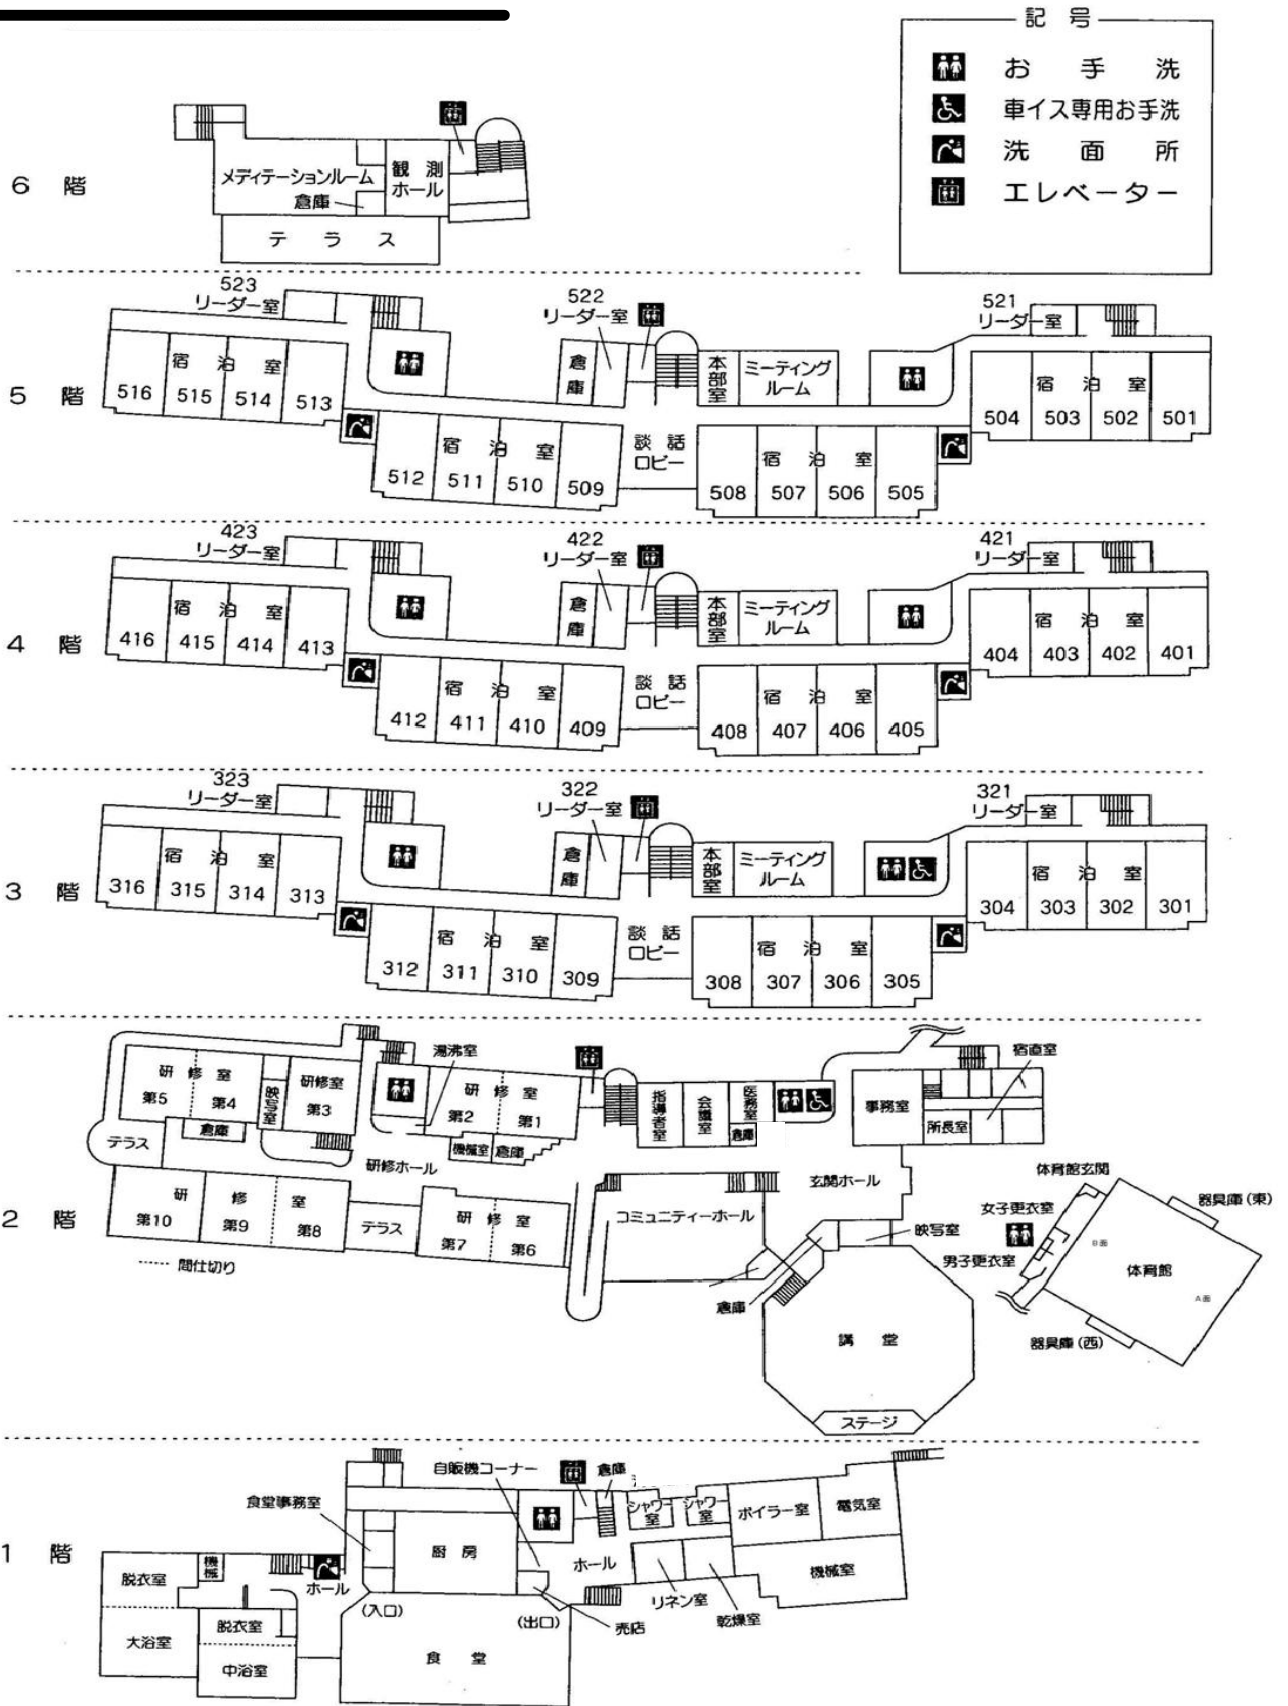 記号
お手洗
車イス専用お手洗
洗面所
エレベーター
6階
メディテーションルーム
観測
ホール
倉庫
テラス
5階
523
リーダー室
522
リーダー室
521
リーダー室
宿泊室
516 515 514 513
倉庫
本部室
ミーティング
ルーム
宿泊室
504 503 502 501
宿泊室
512 511 510 509
談話
ロビー
宿泊室
508 507 506 505
4階
423
リーダー室
422
リーダー室
421
リーダー室
宿泊室
416 415 414 413
倉庫
本部室
ミーティング
ルーム
宿泊室
404 403 402 401
宿泊室
412 411 410 409
談話
ロビー
宿泊室
408 407 406 405
3階
323
リーダー室
322
リーダー室
321
リーダー室
宿泊室
316 315 314 313
倉庫
本部室
ミーティング
ルーム
宿泊室
304 303 302 301
宿泊室
312 311 310 309
談話
ロビー
宿泊室
308 307 306 305
2階
湯沸室
宿直室
研修室
第5 第4
映写室
研修室
第3
研修室
第2 第1
指導者室
会議室
医務室
倉庫
事務室
所長室
倉庫
テラス
機械室
倉庫
研修ホール
玄関ホール
研修室
第10 第9 第8
テラス
研修室
第7 第6
コミュニティーホール
映写室
間仕切り
倉庫
講堂
ステージ
体育館玄関
器具庫(東)
女子更衣室
男子更衣室
B面
体育館
A面
器具庫(西)
1階
自販機コーナー
倉庫
食堂事務室
シャワー室
シャワー室
ボイラー室
電気室
厨房
ホール
機械室
脱衣室
機械
ホール
リネン室
乾燥室
(入口)
(出口)
売店
脱衣室
大浴室
中浴室
食堂